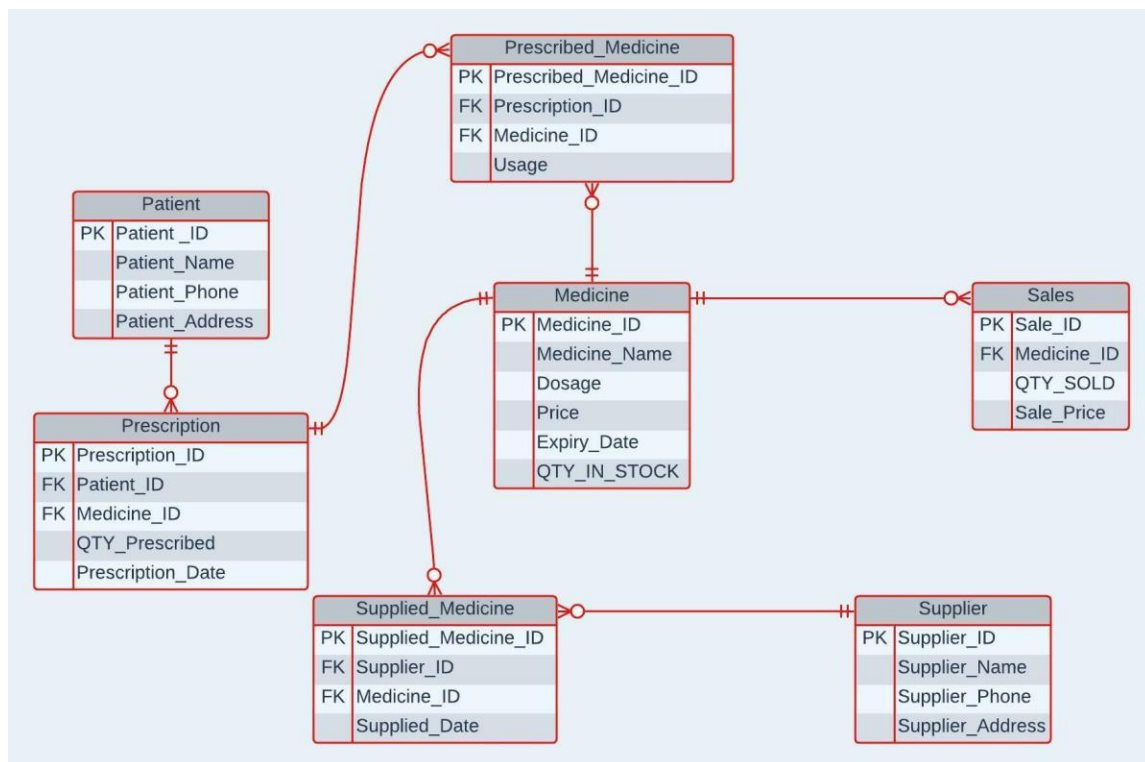 Prescribed_Medicine
PK Prescribed_Medicine_ID
FK Prescription_ID
FK Medicine_ID
Usage
Patient
PK Patient _ID
Patient_Name
Patient_Phone
Patient_Address
Medicine
PK Medicine_ID
Medicine_Name
Dosage
Price
Expiry_Date
QTY_IN_STOCK
Sales
PK Sale_ID
FK Medicine_ID
QTY_SOLD
Sale_Price
Prescription
PK Prescription_ID
FK Patient_ID
FK Medicine_ID
QTY_Prescribed
Prescription_Date
Supplied_Medicine
PK Supplied_Medicine_ID
FK Supplier_ID
FK Medicine_ID
Supplied_Date
Supplier
PK Supplier_ID
Supplier_Name
Supplier_Phone
Supplier_Address